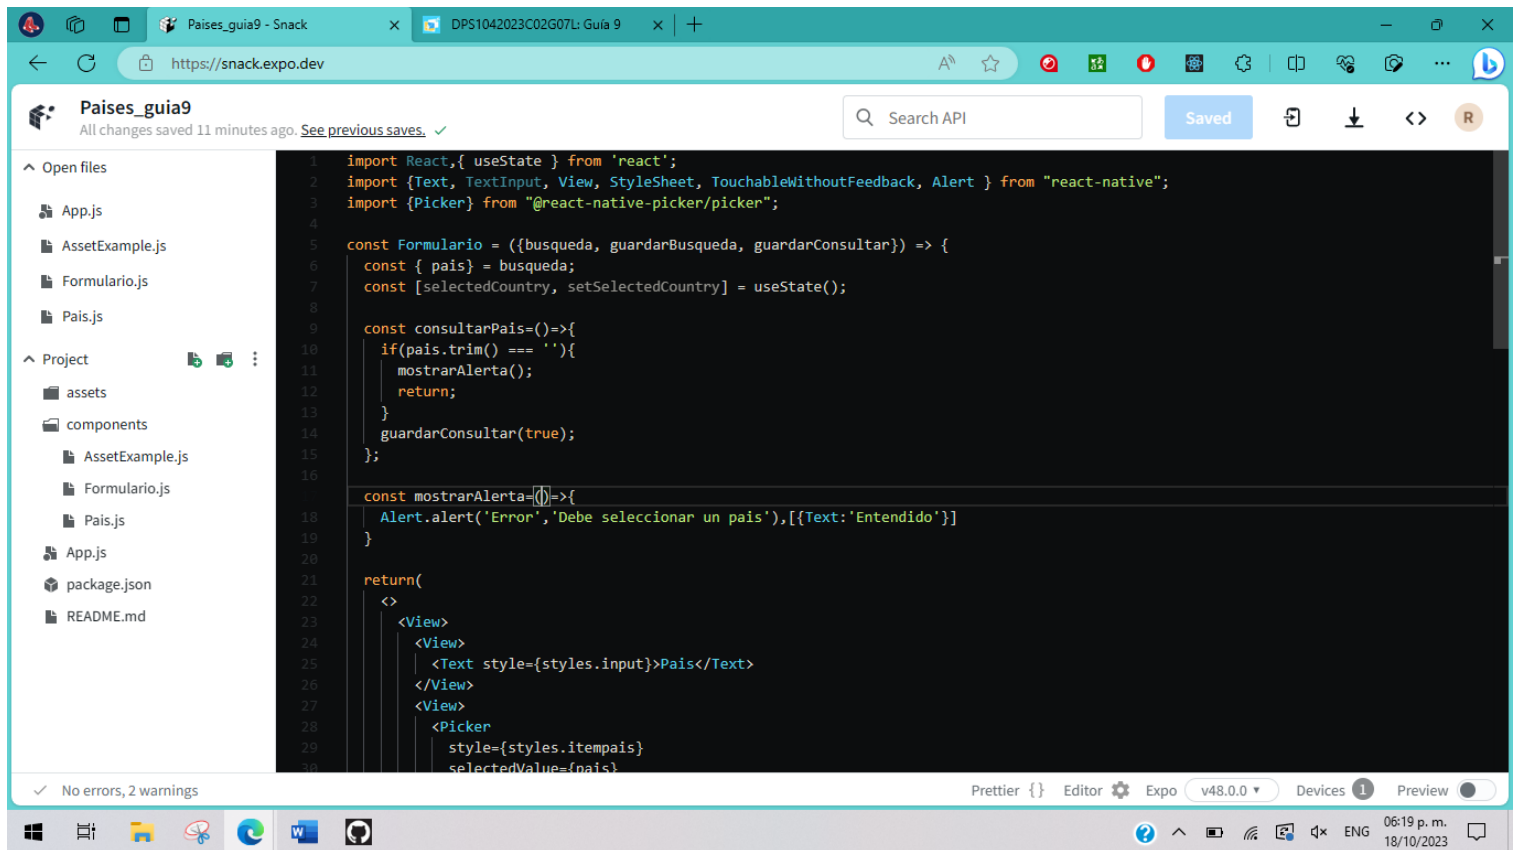 Paises_guia9 - Snack
DPS1042023C02G07L: Guía 9
https://snack.expo.dev
Paises_guia9
All changes saved 11 minutes ago. See previous saves.
Search API
Saved
R
Open files
App.js
AssetExample.js
Formulario.js
Pais.js
Project
assets
components
AssetExample.js
Formulario.js
Pais.js
App.js
package.json
README.md
1 import React,{ useState } from 'react';
2 import {Text, TextInput, View, StyleSheet, TouchableWithoutFeedback, Alert } from "react-native";
3 import {Picker} from "@react-native-picker/picker";
4
5 const Formulario = ({busqueda, guardarBusqueda, guardarConsultar}) => {
6 const { pais} = busqueda;
7 const [selectedCountry, setSelectedCountry] = useState();
8
9 const consultarPais=()=>{
10 if(pais.trim() === ''){
11 mostrarAlerta();
12 return;
13 }
14 guardarConsultar(true);
15 };
16
const mostrarAlerta=()=>{
18 Alert.alert('Error','Debe seleccionar un pais'),[{Text:'Entendido'}]
19 }
20
21 return(
22 <>
23 <View>
24 <View>
25 <Text style={styles.input}>Pais</Text>
26 </View>
27 <View>
28 <Picker
29 style={styles.itempais}
30 selectedValue={pais}
No errors, 2 warnings
Prettier { }
Editor
Expo
v48.0.0
Devices 1
Preview
ENG
06:19 p. m.
18/10/2023